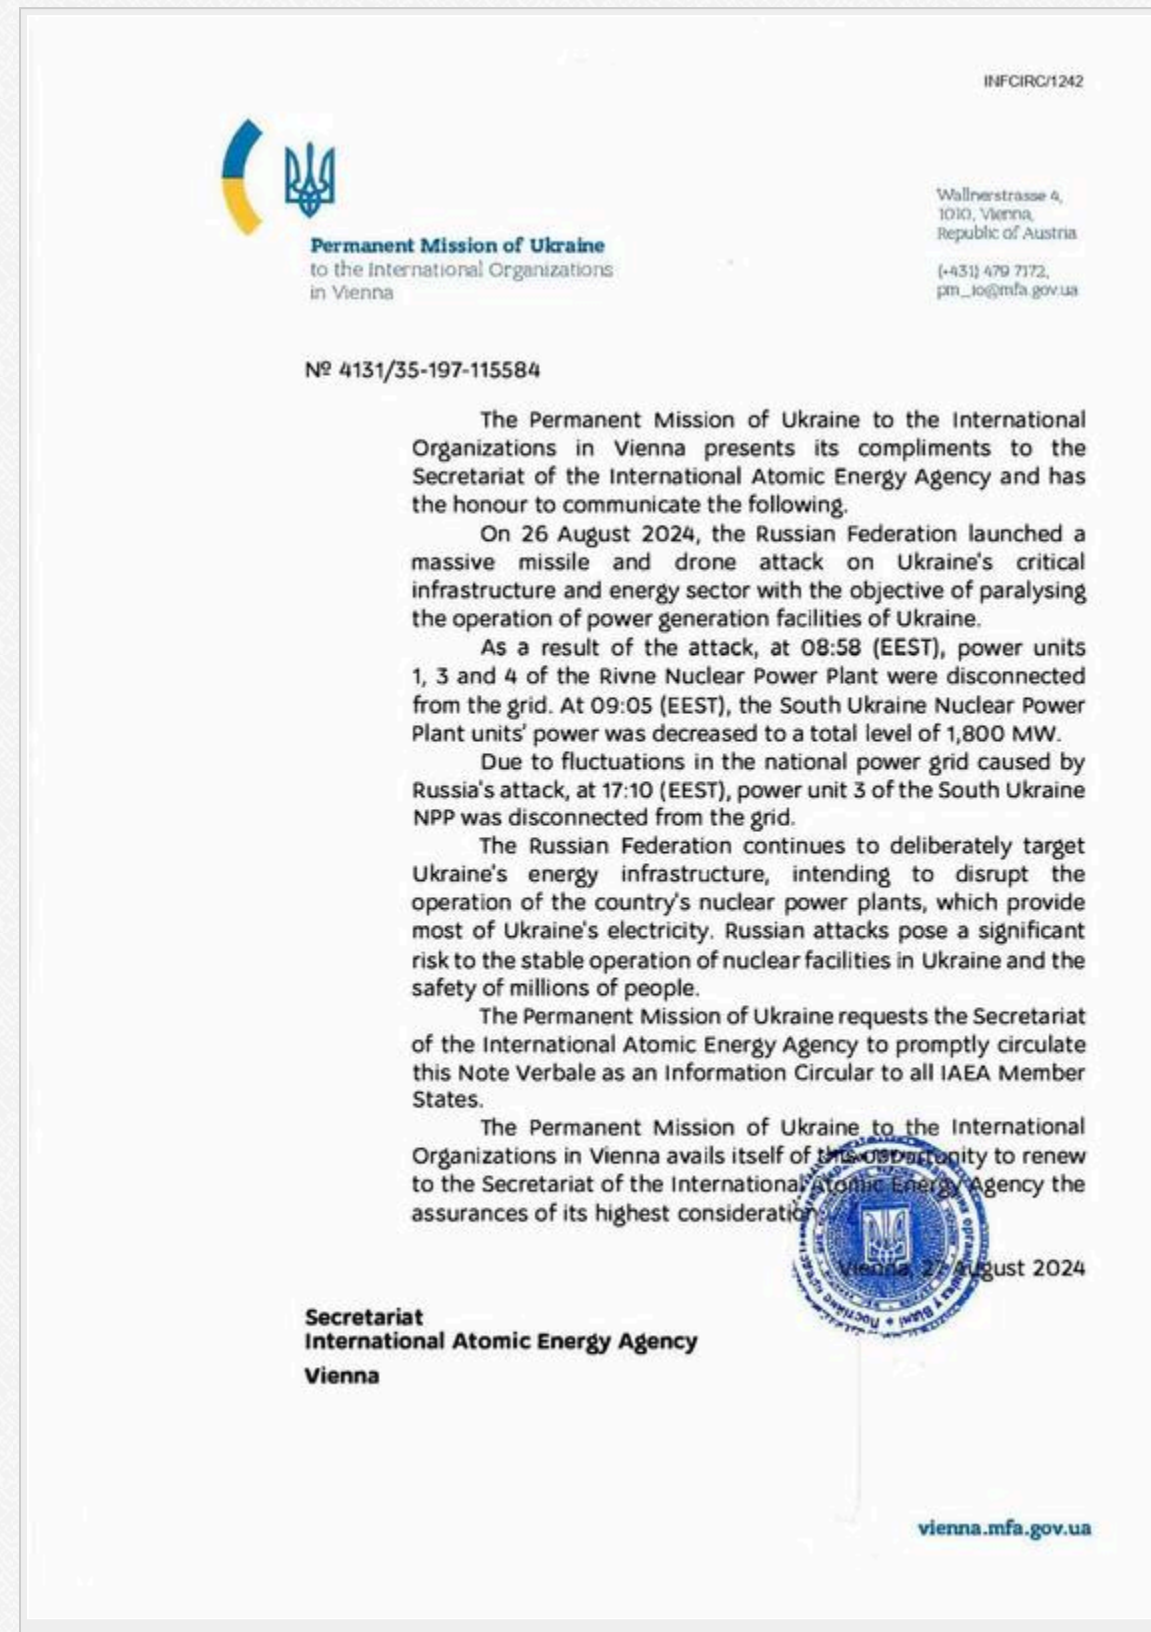 INFCIRC/1242
Permanent Mission of Ukraine
to the International Organizations
in Vienna
Wallnerstrasse 4,
1010, Vienna,
Republic of Austria
(+431) 479 7172,
pm_io@mfa.gov.ua
№ 4131/35-197-115584
The Permanent Mission of Ukraine to the International
Organizations in Vienna presents its compliments to the
Secretariat of the International Atomic Energy Agency and has
the honour to communicate the following.
On 26 August 2024, the Russian Federation launched a
massive missile and drone attack on Ukraine's critical
infrastructure and energy sector with the objective of paralysing
the operation of power generation facilities of Ukraine.
As a result of the attack, at 08:58 (EEST), power units
1, 3 and 4 of the Rivne Nuclear Power Plant were disconnected
from the grid. At 09:05 (EEST), the South Ukraine Nuclear Power
Plant units' power was decreased to a total level of 1,800 MW.
Due to fluctuations in the national power grid caused by
Russia's attack, at 17:10 (EEST), power unit 3 of the South Ukraine
NPP was disconnected from the grid.
The Russian Federation continues to deliberately target
Ukraine's energy infrastructure, intending to disrupt the
operation of the country's nuclear power plants, which provide
most of Ukraine's electricity. Russian attacks pose a significant
risk to the stable operation of nuclear facilities in Ukraine and the
safety of millions of people.
The Permanent Mission of Ukraine requests the Secretariat
of the International Atomic Energy Agency to promptly circulate
this Note Verbale as an Information Circular to all IAEA Member
States.
The Permanent Mission of Ukraine to the International
Organizations in Vienna avails itself of this opportunity to renew
to the Secretariat of the International Atomic Energy Agency the
assurances of its highest consideration
Vienna, 27 August 2024
Secretariat
International Atomic Energy Agency
Vienna
vienna.mfa.gov.ua